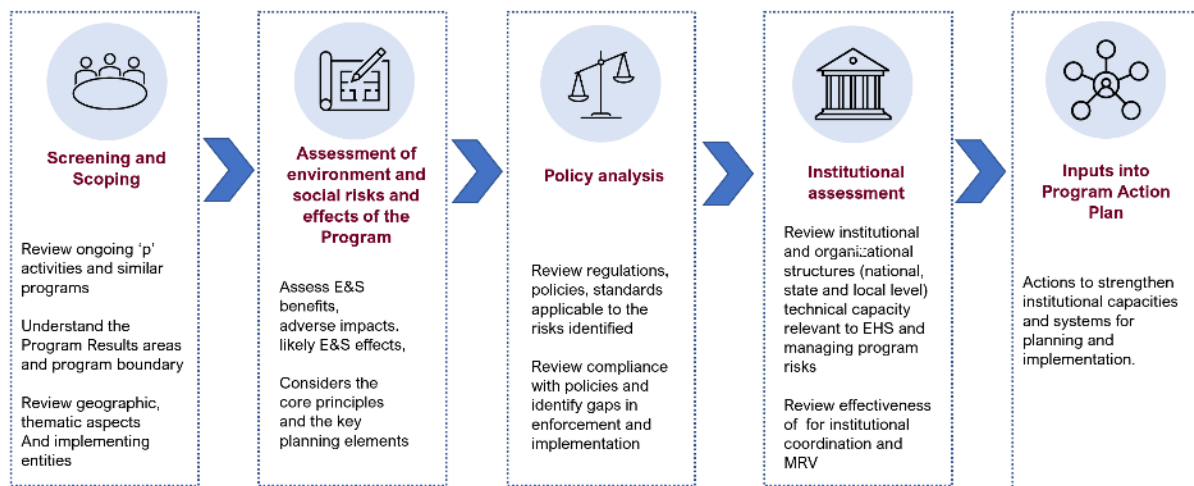 Screening and
Scoping
Review ongoing ‘p’
activities and similar
programs
Understand the
Program Results areas
and program boundary
Review geographic,
thematic aspects
And implementing
entities
Assessment of
environment and
social risks and
effects of the
Program
Assess E&S
benefits,
adverse impacts.
likely E&S effects,
Considers the
core principles
and the key
planning elements
Policy analysis
Review regulations,
policies, standards
applicable to the
risks identified
Review compliance
with policies and
identify gaps in
enforcement and
implementation
Institutional
assessment
Review institutional
and organizational
structures (national,
state and local level)
technical capacity
relevant to EHS and
managing program
risks
Review effectiveness
of for institutional
coordination and
MRV
Inputs into
Program Action
Plan
Actions to strengthen
institutional capacities
and systems for
planning and
implementation.